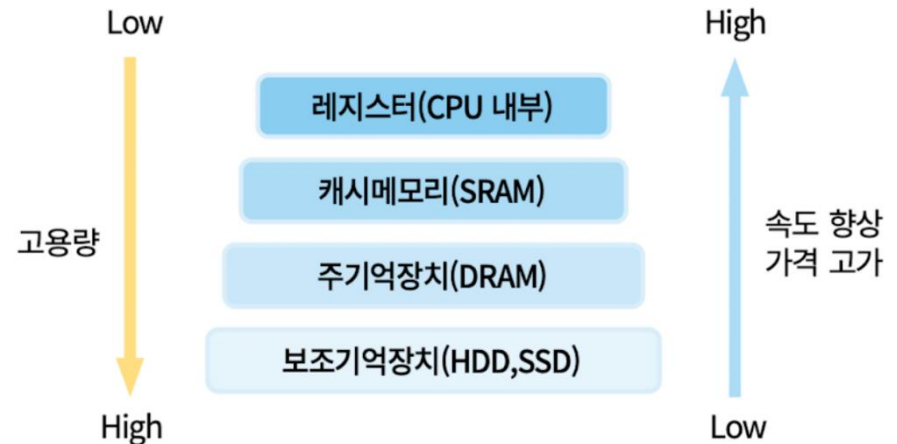 Low
High
레지스터(CPU 내부)
캐시메모리(SRAM)
고용량
속도 향상
가격 고가
주기억장치(DRAM)
보조기억장치(HDD,SSD)
High
Low